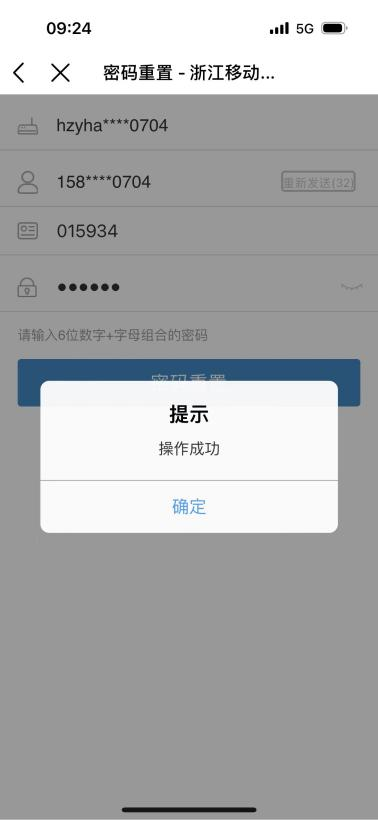 09:24
5G
密码重置 - 浙江移动...
hzyha****0704
158****0704
重新发送(32)
015934
●●●●●●
请输入6位数字+字母组合的密码
密码重置
提示
操作成功
确定